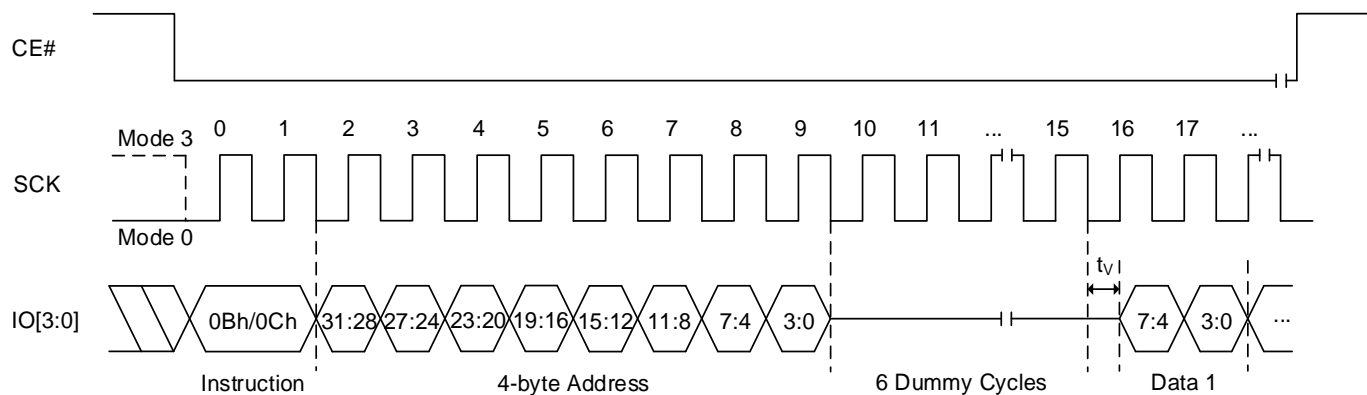 CE#
Mode 3
0 1 2 3 4 5 6 7 8 9 10 11 ... 15 16 17 ...
SCK
Mode 0
tV
IO[3:0]
0Bh/0Ch 31:28 27:24 23:20 19:16 15:12 11:8 7:4 3:0 7:4 3:0 ...
Instruction 4-byte Address 6 Dummy Cycles Data 1